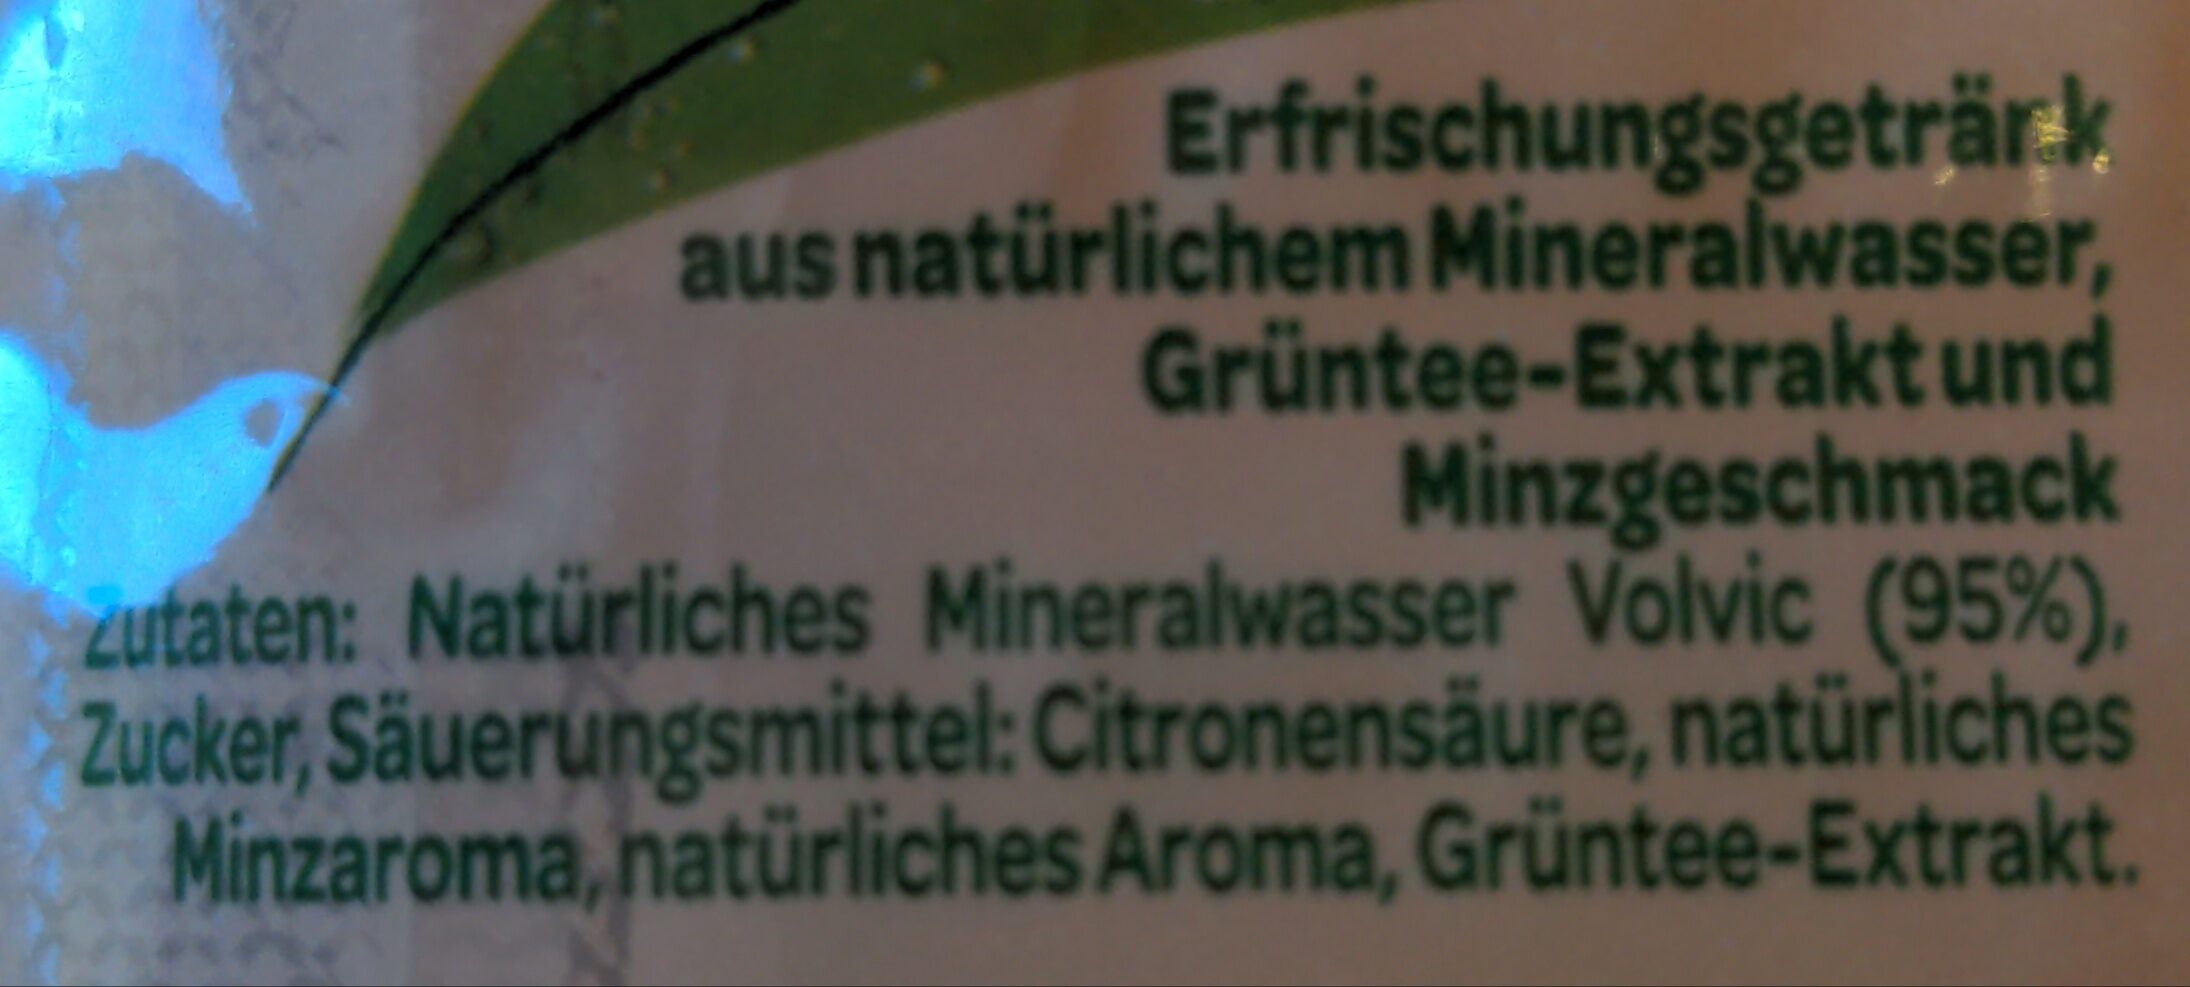 Erfrischungsgetränk
aus natürlichem Mineralwasser,
Grüntee-Extrakt und
Minzgeschmack
Zutaten: Natürliches Mineralwasser Volvic (95%),
Zucker, Säuerungsmittel: Citronensäure, natürliches
Minzaroma, natürliches Aroma, Grüntee-Extrakt.